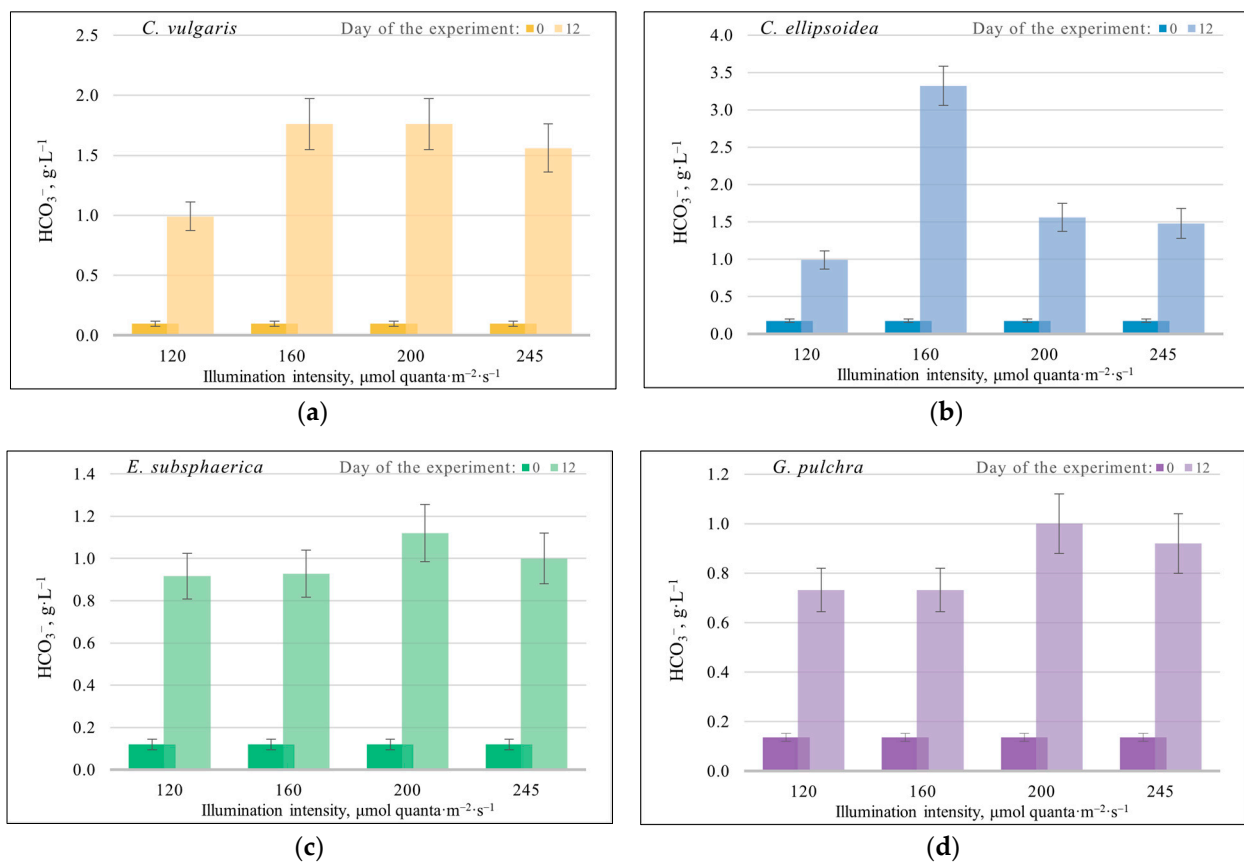 C. vulgaris Day of the experiment: 0 12
2.5
2.0
1.5
1.0
0.5
0.0
HCO₃⁻, g·L⁻¹
120 160 200 245
Illumination intensity, μmol quanta·m⁻²·s⁻¹
(a)
C. ellipsoidea Day of the experiment: 0 12
4.0
3.5
3.0
2.5
2.0
1.5
1.0
0.5
0.0
HCO₃⁻, g·L⁻¹
120 160 200 245
Illumination intensity, μmol quanta·m⁻²·s⁻¹
(b)
E. subsphaerica Day of the experiment: 0 12
1.4
1.2
1.0
0.8
0.6
0.4
0.2
0.0
HCO₃⁻, g·L⁻¹
120 160 200 245
Illumination intensity, μmol quanta·m⁻²·s⁻¹
(c)
G. pulchra Day of the experiment: 0 12
1.2
1.0
0.8
0.6
0.4
0.2
0.0
HCO₃⁻, g·L⁻¹
120 160 200 245
Illumination intensity, μmol quanta·m⁻²·s⁻¹
(d)